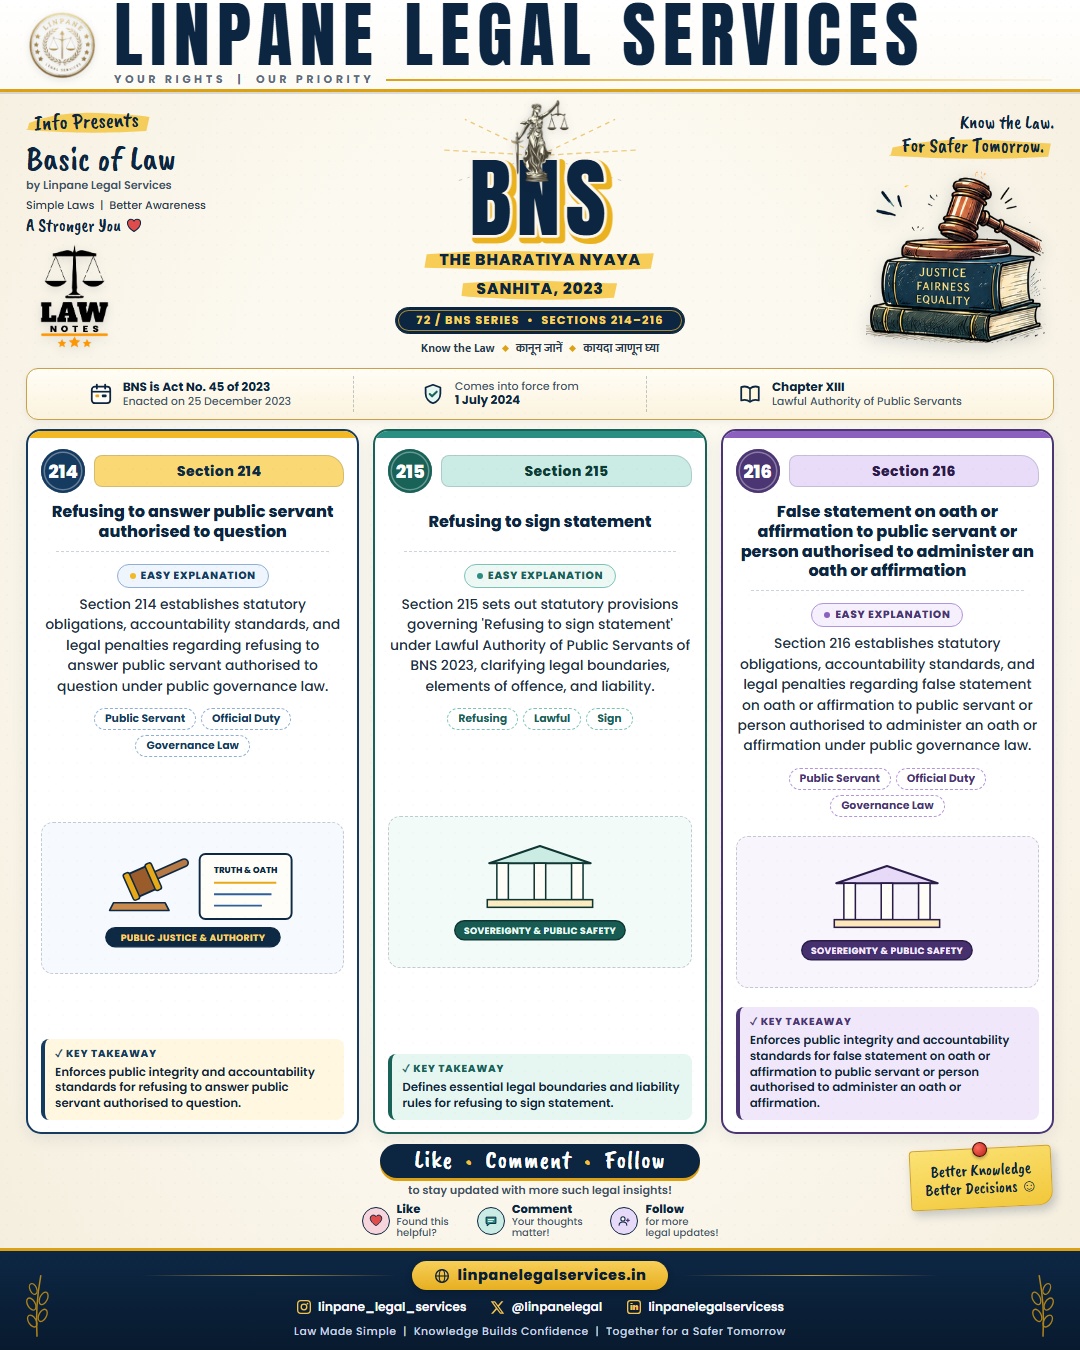 LINPANE LEGAL SERVICES
YOUR RIGHTS | OUR PRIORITY
Info Presents
Basic of Law
by Linpane Legal Services
Simple Laws | Better Awareness
A Stronger You ❤️
LAW
NOTES
BNS
THE BHARATIYA NYAYA
SANHITA, 2023
72 / BNS SERIES • SECTIONS 214–216
Know the Law ◆ कानून जानें ◆ कायदा जाणून घ्या
Know the Law.
For Safer Tomorrow.
JUSTICE
FAIRNESS
EQUALITY
BNS is Act No. 45 of 2023
Enacted on 25 December 2023
Comes into force from
1 July 2024
Chapter XIII
Lawful Authority of Public Servants
214
Section 214
Refusing to answer public servant
authorised to question
EASY EXPLANATION
Section 214 establishes statutory
obligations, accountability standards, and
legal penalties regarding refusing to
answer public servant authorised to
question under public governance law.
Public Servant
Official Duty
Governance Law
TRUTH & OATH
PUBLIC JUSTICE & AUTHORITY
✓ KEY TAKEAWAY
Enforces public integrity and accountability
standards for refusing to answer public
servant authorised to question.
215
Section 215
Refusing to sign statement
EASY EXPLANATION
Section 215 sets out statutory provisions
governing 'Refusing to sign statement'
under Lawful Authority of Public Servants of
BNS 2023, clarifying legal boundaries,
elements of offence, and liability.
Refusing
Lawful
Sign
SOVEREIGNTY & PUBLIC SAFETY
✓ KEY TAKEAWAY
Defines essential legal boundaries and liability
rules for refusing to sign statement.
216
Section 216
False statement on oath or
affirmation to public servant or
person authorised to administer an
oath or affirmation
EASY EXPLANATION
Section 216 establishes statutory
obligations, accountability standards, and
legal penalties regarding false statement
on oath or affirmation to public servant or
person authorised to administer an oath or
affirmation under public governance law.
Public Servant
Official Duty
Governance Law
SOVEREIGNTY & PUBLIC SAFETY
✓ KEY TAKEAWAY
Enforces public integrity and accountability
standards for false statement on oath or
affirmation to public servant or person
authorised to administer an oath or
affirmation.
Like • Comment • Follow
to stay updated with more such legal insights!
Like
Found this
helpful?
Comment
Your thoughts
matter!
Follow
for more
legal updates!
Better Knowledge
Better Decisions ☺
linpanelegalservices.in
linpane_legal_services
@linpanelegal
linpanelegalservicess
Law Made Simple | Knowledge Builds Confidence | Together for a Safer Tomorrow